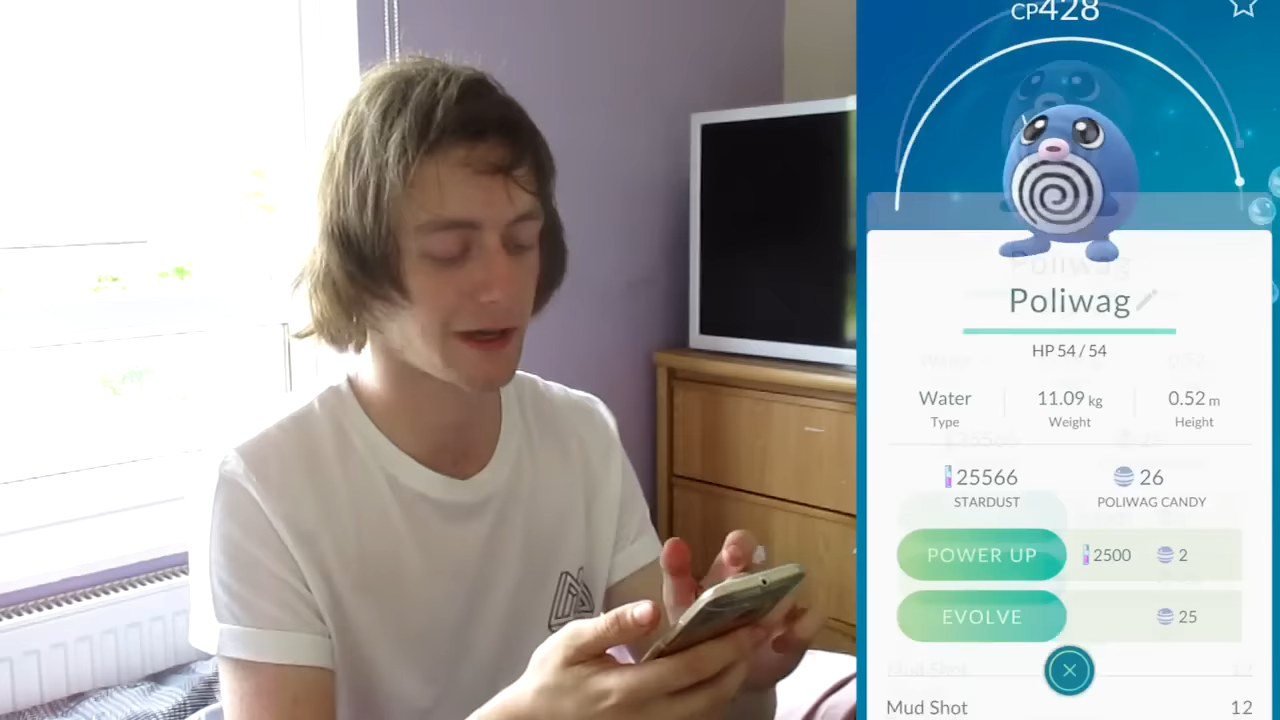 CP428
Poliwag
HP 54 / 54
Water 11.09 kg 0.52 m
Type Weight Height
25566 26
STARDUST POLIWAG CANDY
POWER UP 2500 2
EVOLVE 25
Mud Shot 12